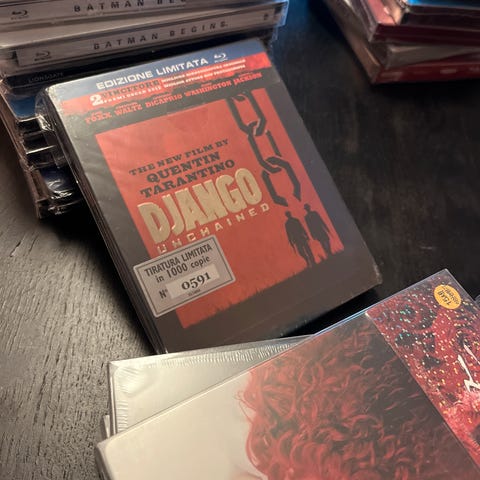 BATMAN BEGINS
BATMAN BEGINS.
LIONSGATE
EDIZIONE LIMITATA
2
FOXX WALTZ DiCAPRIO WASHINGTON JACKSON
THE NEW FILM BY
QUENTIN
TARANTINO
DJANGO
UNCHAINED
TIRATURA LIMITATA
in 1000 copie
N° 0591